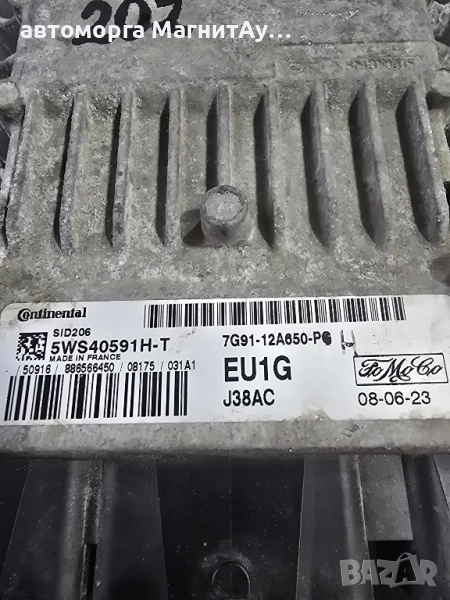 автоморга МагнитАу...
207
Continental
SID206
5WS40591H-T
MADE IN FRANCE
/ 50916 / 886566450 / 08175 / 031A1
7G91-12A650-P
H
EU1G
J38AC
FoMoCo
08-06-23
BAZAR